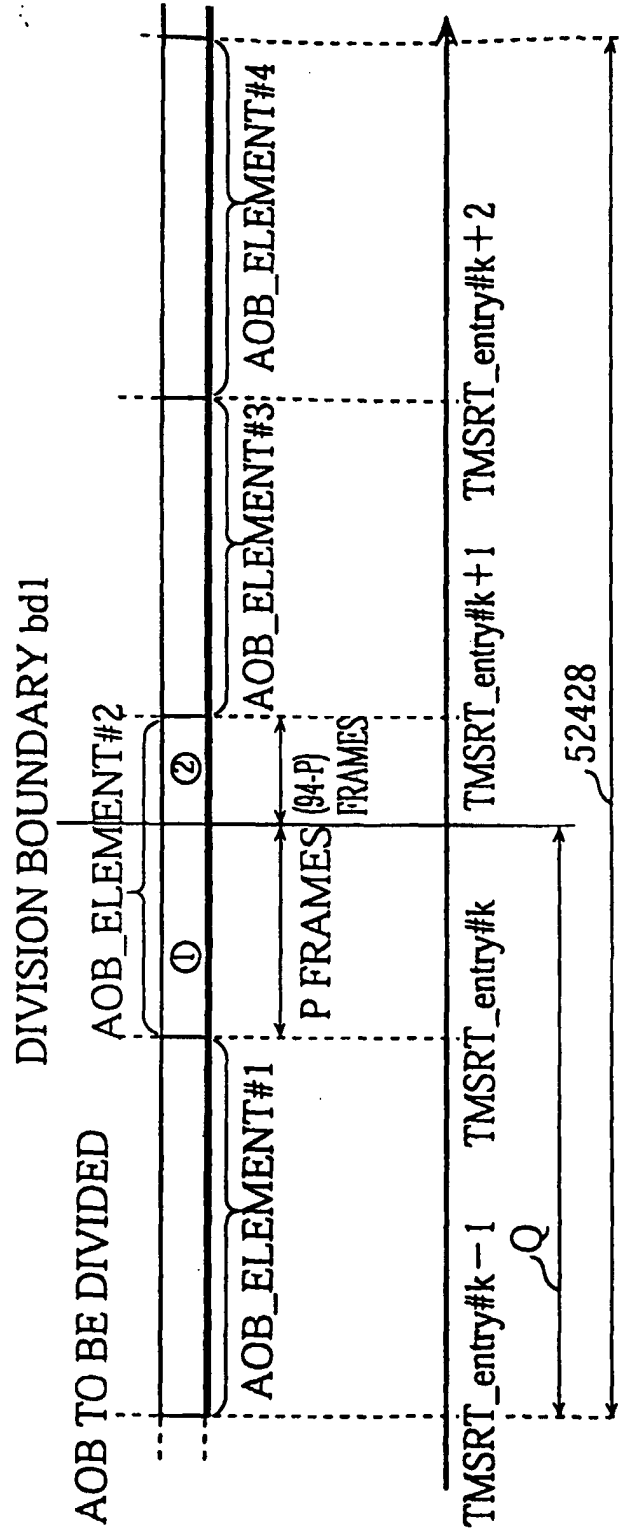 DIVISION BOUNDARY bd1
AOB TO BE DIVIDED
AOB_ELEMENT#2
① ②
AOB_ELEMENT#1
AOB_ELEMENT#3
AOB_ELEMENT#4
P FRAMES
(94-P)
FRAMES
TMSRT_entry#k-1
TMSRT_entry#k
TMSRT_entry#k+1
TMSRT_entry#k+2
Q
52428